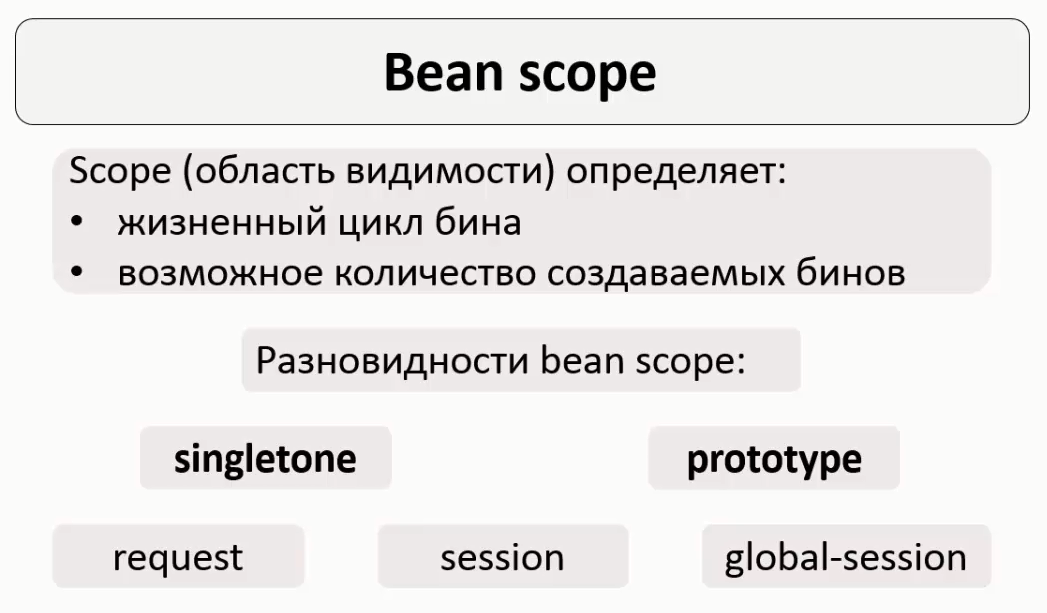 Bean scope
Scope (область видимости) определяет:
• жизненный цикл бина
• возможное количество создаваемых бинов
Разновидности bean scope:
singletone
prototype
request
session
global-session